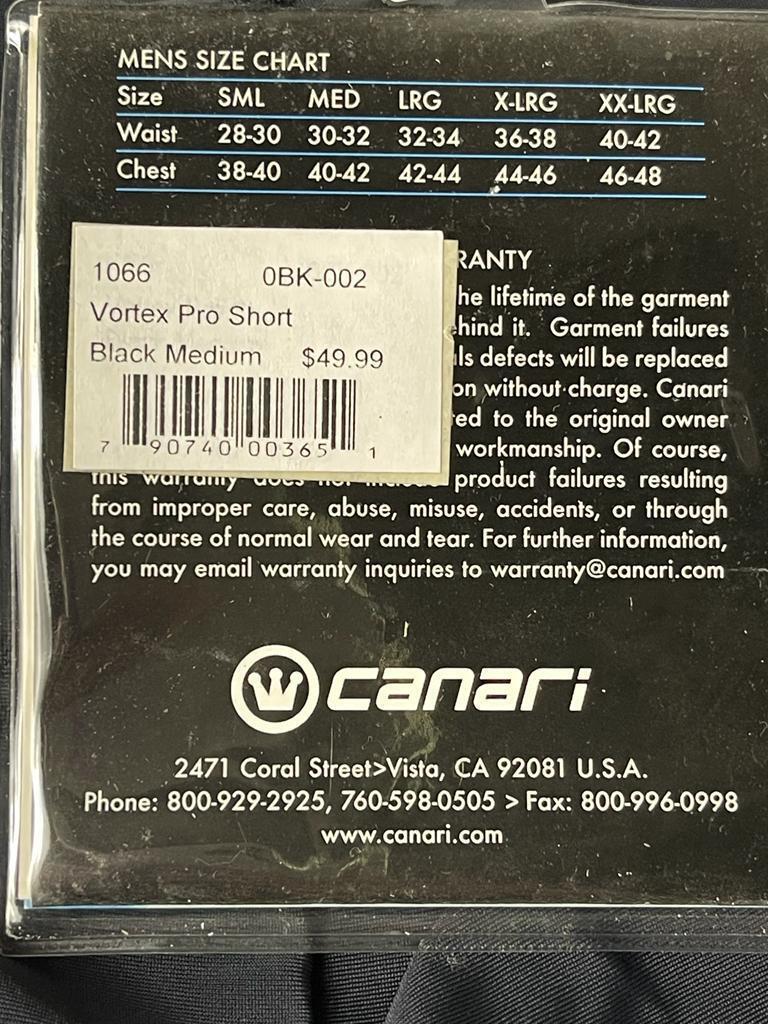 MENS SIZE CHART
Size SML MED LRG X-LRG XX-LRG
Waist 28-30 30-32 32-34 36-38 40-42
Chest 38-40 40-42 42-44 44-46 46-48
1066 0BK-002
Vortex Pro Short
Black Medium $49.99
7 90740 00365 1
RANTY
he lifetime of the garment
ehind it. Garment failures
ls defects will be replaced
on without charge. Canari
ed to the original owner
workmanship. Of course,
this warranty does product failures resulting
from improper care, abuse, misuse, accidents, or through
the course of normal wear and tear. For further information,
you may email warranty inquiries to warranty@canari.com
canari
2471 Coral Street>Vista, CA 92081 U.S.A.
Phone: 800-929-2925, 760-598-0505 > Fax: 800-996-0998
www.canari.com